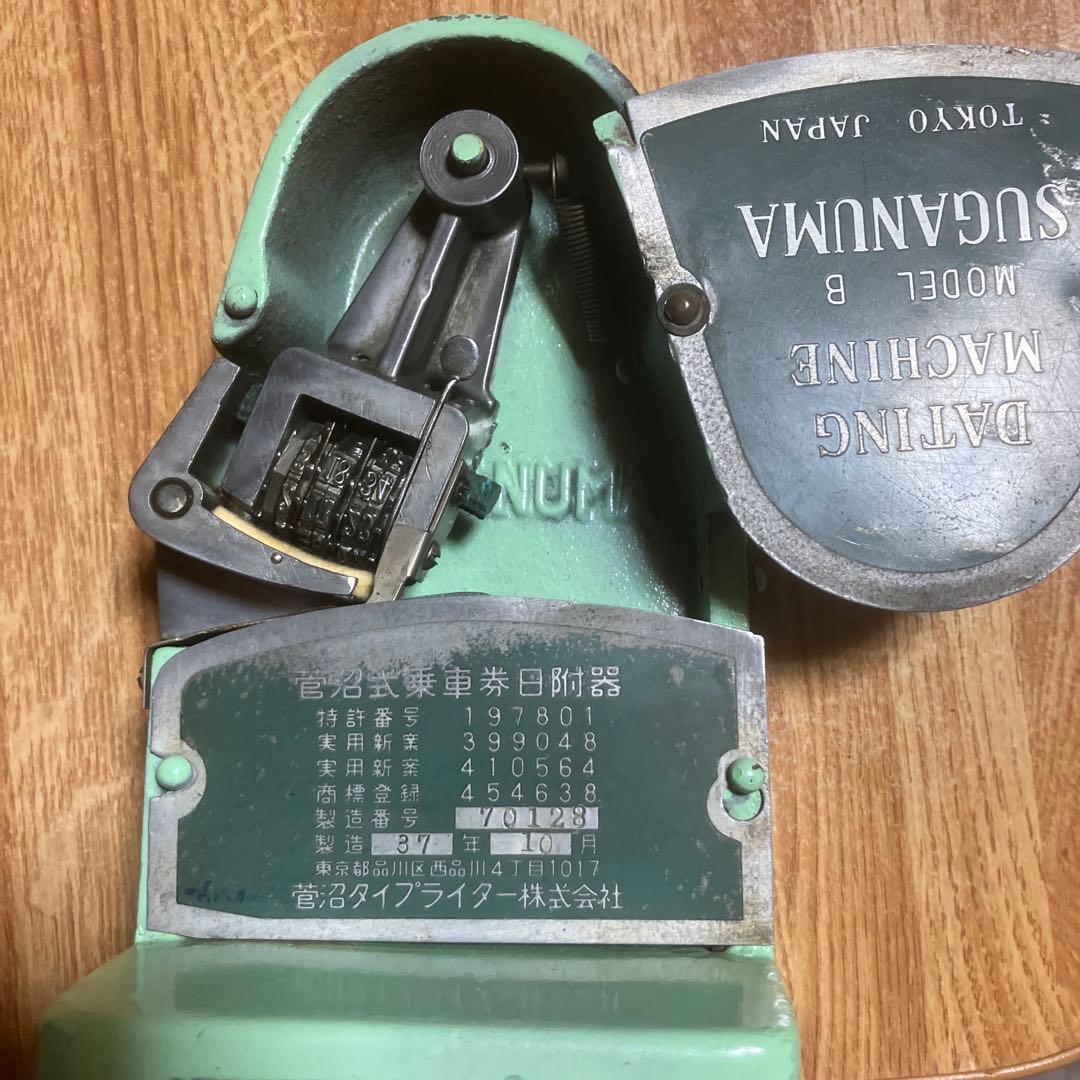 TOKYO JAPAN
SUGANUMA
MODEL B
DATING
MACHINE
NUM
菅沼式乗車券日附器
特許番号 197801
実用新案 399048
実用新案 410564
商標登録 454638
製造番号 70128
製造 37 年 10 月
東京都品川区西品川4丁目1017
菅沼タイプライター株式会社